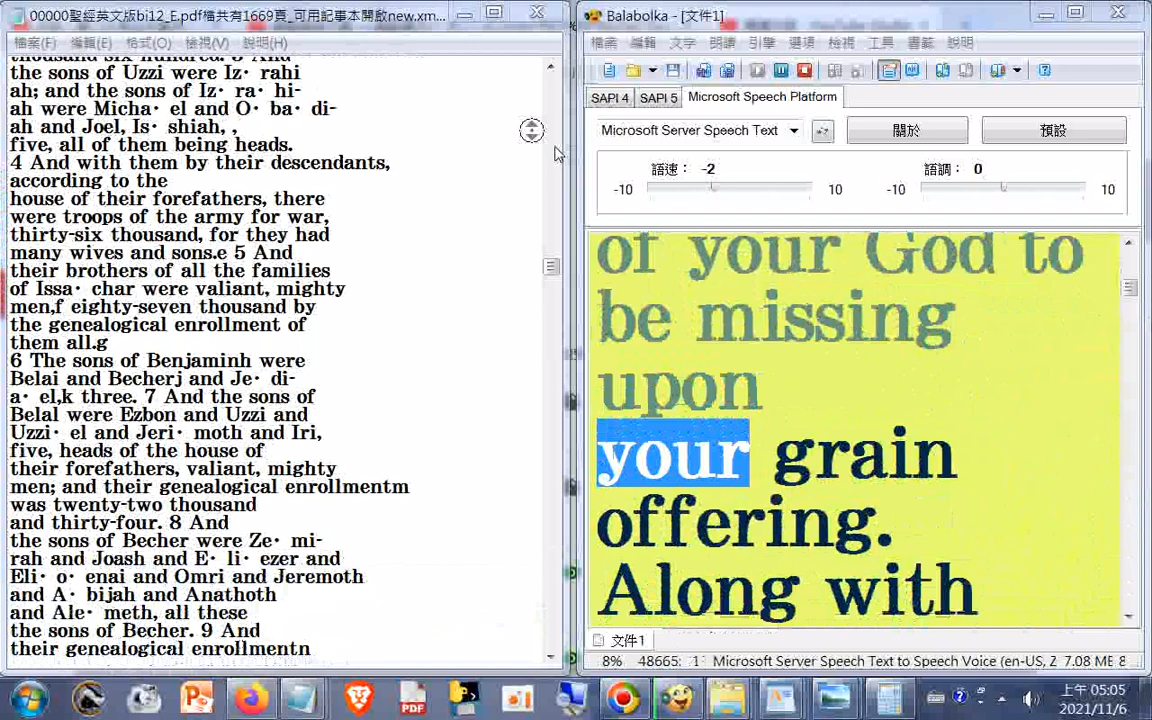 00000聖經英文版bi12_E.pdf檔共有1669頁_可用記事本開啟new.xm...
檔案(F) 編輯(E) 格式(O) 檢視(V) 說明(H)
thousand six hundred. 3 And
the sons of Uzzi were Iz· rahi
ah; and the sons of Iz· ra· hi-
ah were Micha· el and O· ba· di-
ah and Joel, Is· shiah, ,
five, all of them being heads.
4 And with them by their descendants,
according to the
house of their forefathers, there
were troops of the army for war,
thirty-six thousand, for they had
many wives and sons.e 5 And
their brothers of all the families
of Issa· char were valiant, mighty
men,f eighty-seven thousand by
the genealogical enrollment of
them all.g
6 The sons of Benjaminh were
Belai and Becherj and Je· di-
a· el,k three. 7 And the sons of
Belal were Ezbon and Uzzi and
Uzzi· el and Jeri· moth and Iri,
five, heads of the house of
their forefathers, valiant, mighty
men; and their genealogical enrollmentm
was twenty-two thousand
and thirty-four. 8 And
the sons of Becher were Ze· mi-
rah and Joash and E· li· ezer and
Eli· o· enai and Omri and Jeremoth
and A· bijah and Anathoth
and Ale· meth, all these
the sons of Becher. 9 And
their genealogical enrollmentn
Balabolka - [文件1]
檔案 編輯 文字 朗讀 引擎 選項 檢視 工具 書籤 說明
SAPI 4 SAPI 5 Microsoft Speech Platform
Microsoft Server Speech Text 關於 預設
語速： -2 語調： 0
-10 10 -10 10
of your God to
be missing
upon
your grain
offering.
Along with
文件1
8% 48665: 1 Microsoft Server Speech Text to Speech Voice (en-US, Z 7.08 MB 8
上午 05:05
2021/11/6